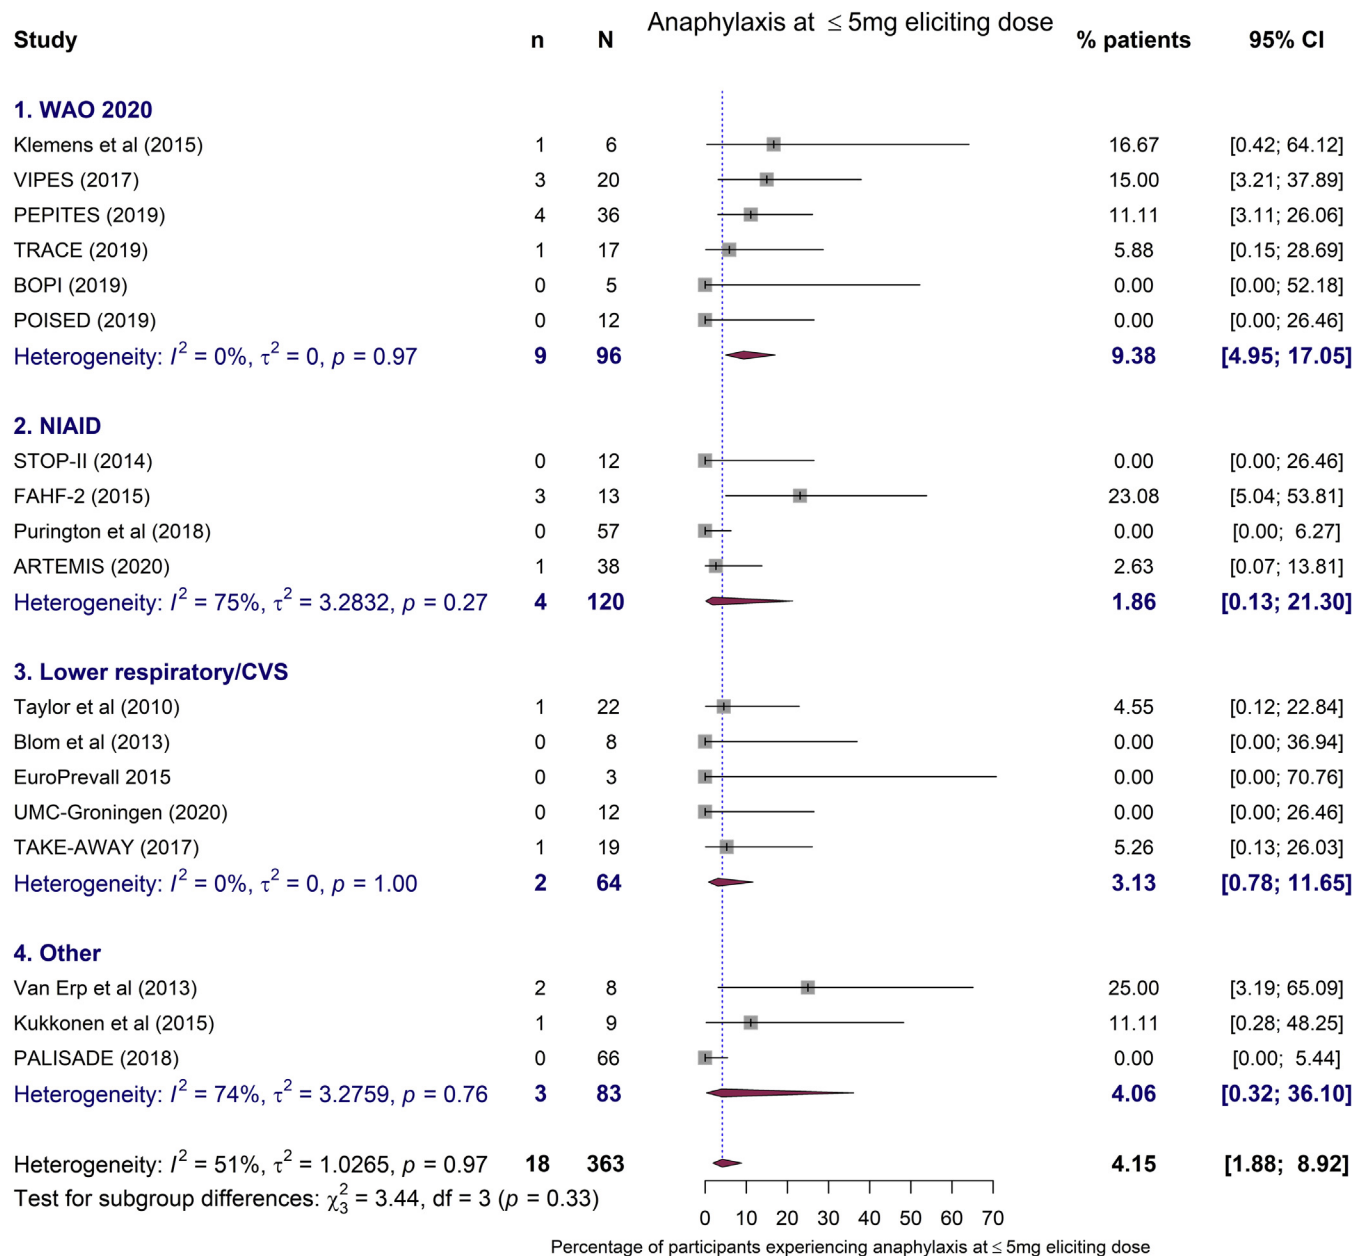 Anaphylaxis at ≤ 5mg eliciting dose
Study n N % patients 95% CI
1. WAO 2020
Klemens et al (2015) 1 6 16.67 [0.42; 64.12]
VIPES (2017) 3 20 15.00 [3.21; 37.89]
PEPITES (2019) 4 36 11.11 [3.11; 26.06]
TRACE (2019) 1 17 5.88 [0.15; 28.69]
BOPI (2019) 0 5 0.00 [0.00; 52.18]
POISED (2019) 0 12 0.00 [0.00; 26.46]
Heterogeneity: I² = 0%, τ² = 0, p = 0.97 9 96 9.38 [4.95; 17.05]
2. NIAID
STOP-II (2014) 0 12 0.00 [0.00; 26.46]
FAHF-2 (2015) 3 13 23.08 [5.04; 53.81]
Purington et al (2018) 0 57 0.00 [0.00; 6.27]
ARTEMIS (2020) 1 38 2.63 [0.07; 13.81]
Heterogeneity: I² = 75%, τ² = 3.2832, p = 0.27 4 120 1.86 [0.13; 21.30]
3. Lower respiratory/CVS
Taylor et al (2010) 1 22 4.55 [0.12; 22.84]
Blom et al (2013) 0 8 0.00 [0.00; 36.94]
EuroPrevall 2015 0 3 0.00 [0.00; 70.76]
UMC-Groningen (2020) 0 12 0.00 [0.00; 26.46]
TAKE-AWAY (2017) 1 19 5.26 [0.13; 26.03]
Heterogeneity: I² = 0%, τ² = 0, p = 1.00 2 64 3.13 [0.78; 11.65]
4. Other
Van Erp et al (2013) 2 8 25.00 [3.19; 65.09]
Kukkonen et al (2015) 1 9 11.11 [0.28; 48.25]
PALISADE (2018) 0 66 0.00 [0.00; 5.44]
Heterogeneity: I² = 74%, τ² = 3.2759, p = 0.76 3 83 4.06 [0.32; 36.10]
Heterogeneity: I² = 51%, τ² = 1.0265, p = 0.97 18 363 4.15 [1.88; 8.92]
Test for subgroup differences: χ²₃ = 3.44, df = 3 (p = 0.33)
0 10 20 30 40 50 60 70
Percentage of participants experiencing anaphylaxis at ≤ 5mg eliciting dose